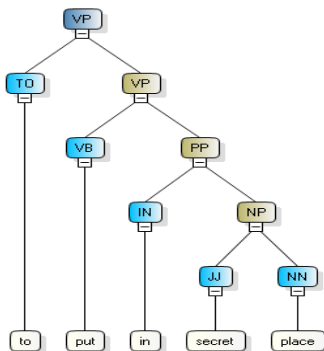 VP
TO VP
VB PP
IN NP
JJ NN
to put in secret place